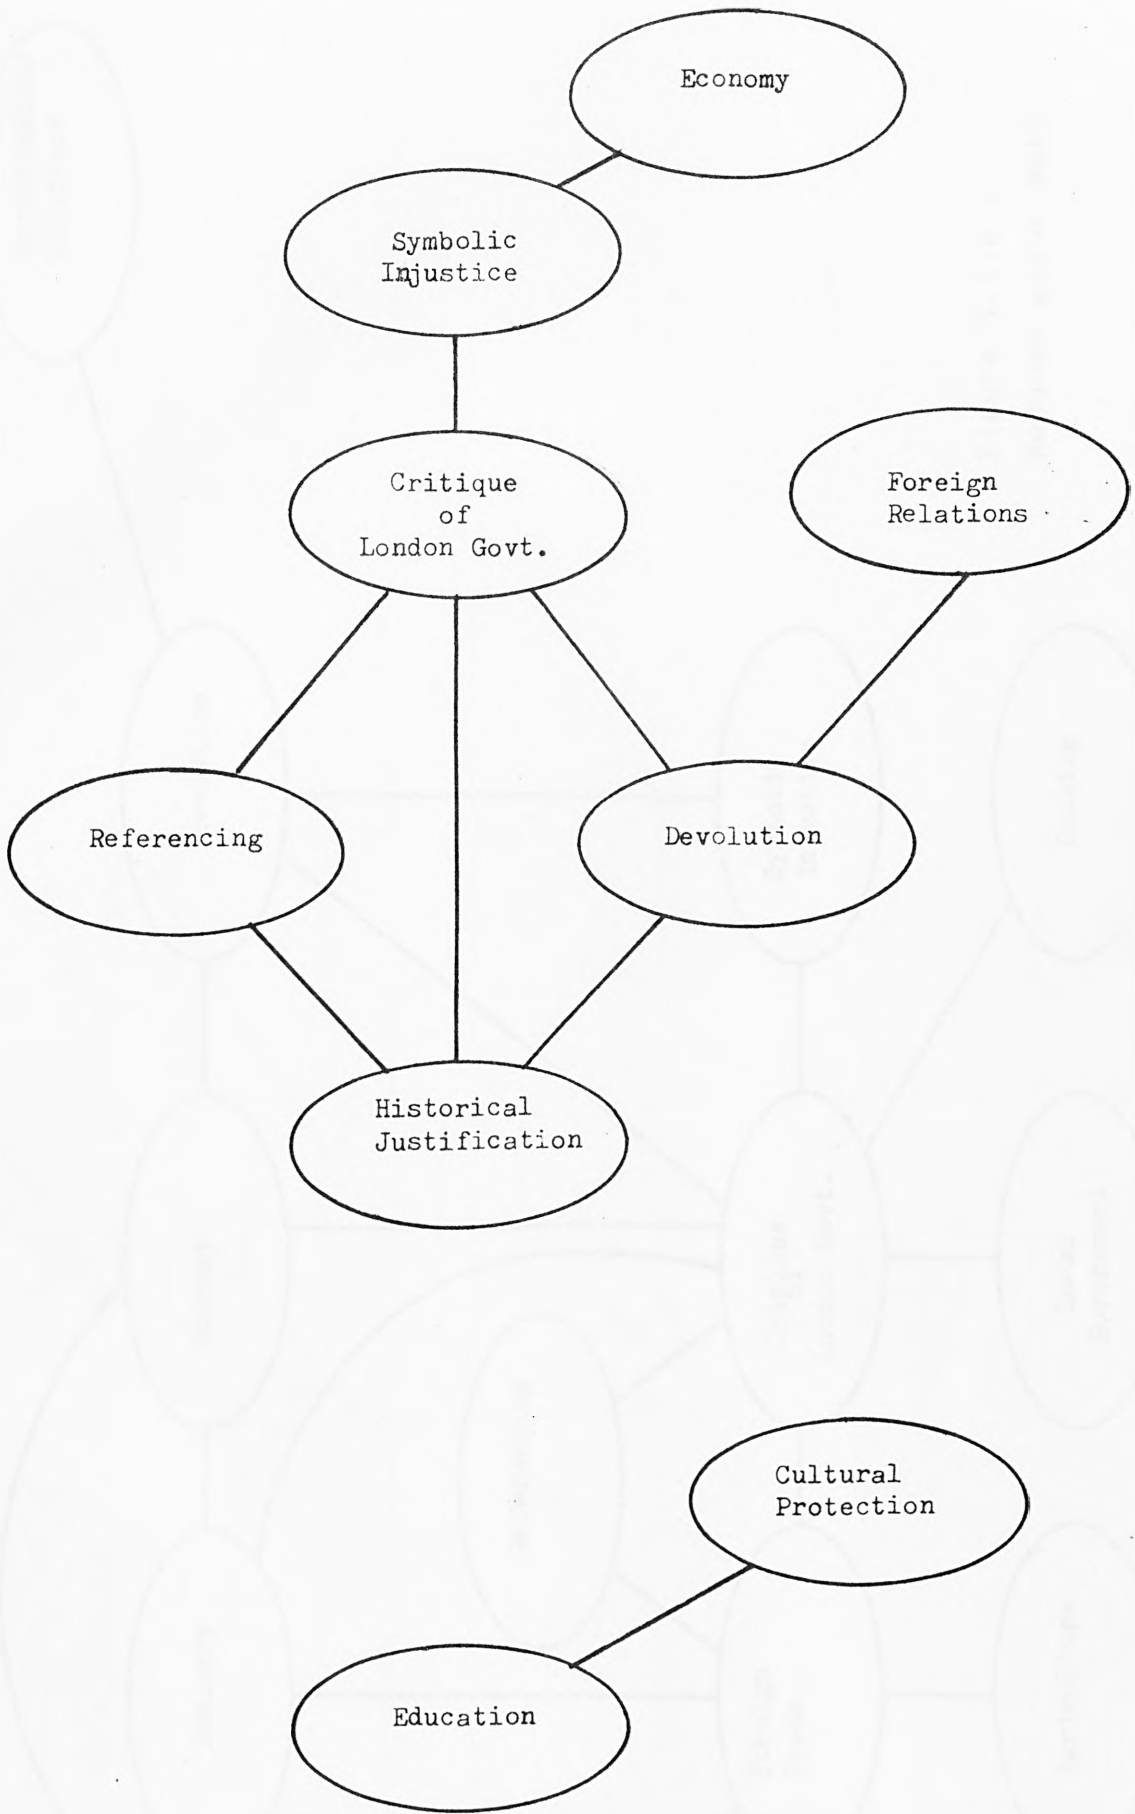 Economy
Symbolic
Injustice
Critique
of
London Govt.
Foreign
Relations
Referencing
Devolution
Historical
Justification
Cultural
Protection
Education